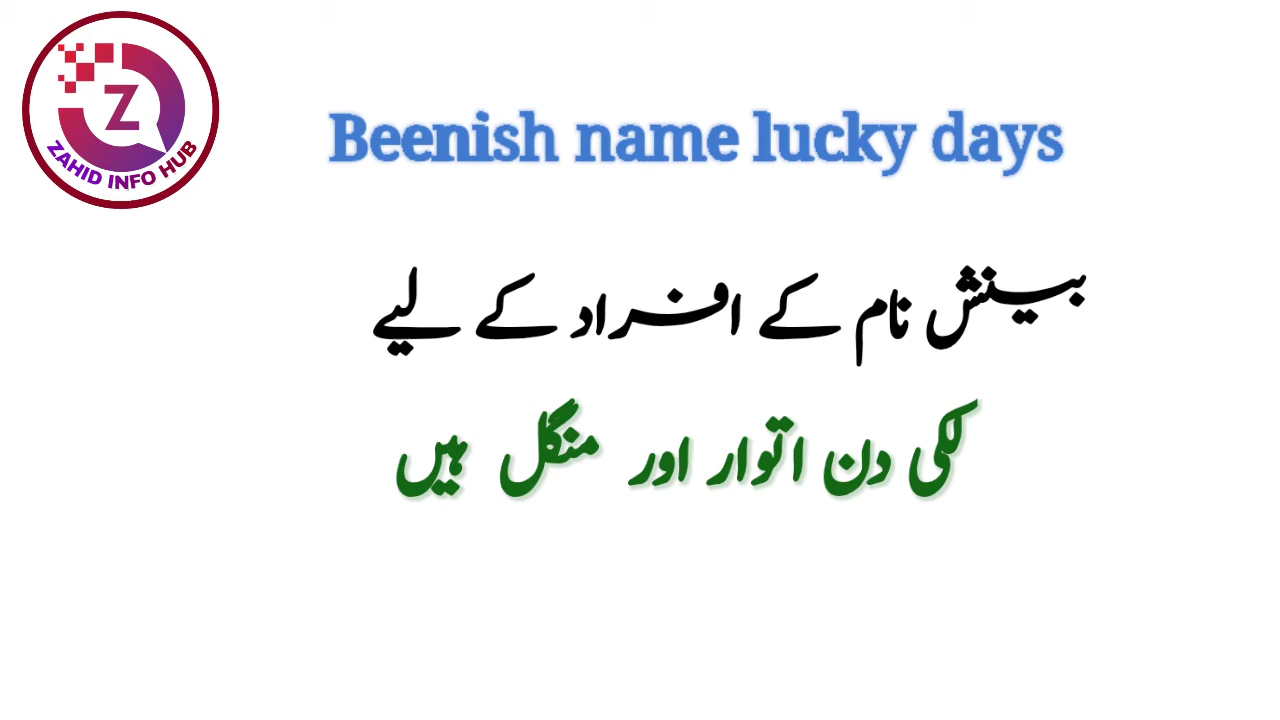 Z
ZAHID INFO HUB
Beenish name lucky days
بینش نام کے افراد کے لیے
لکی دن اتوار اور منگل ہیں